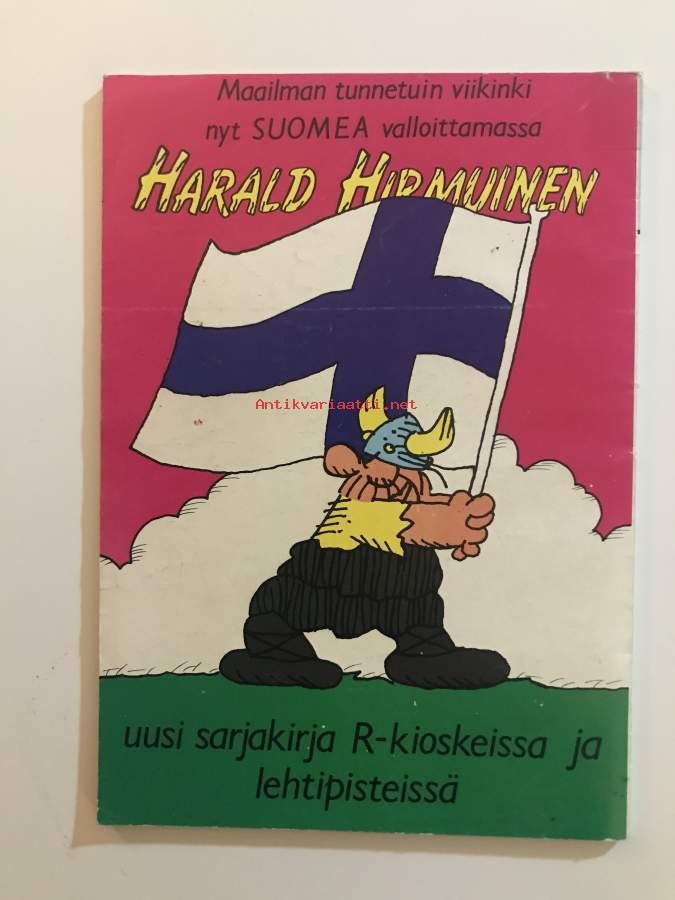 Maailman tunnetuin viikinki
nyt SUOMEA valloittamassa
HARALD HIRMUINEN
Antikvariaatti.net
uusi sarjakirja R-kioskeissa ja
lehtipisteissä